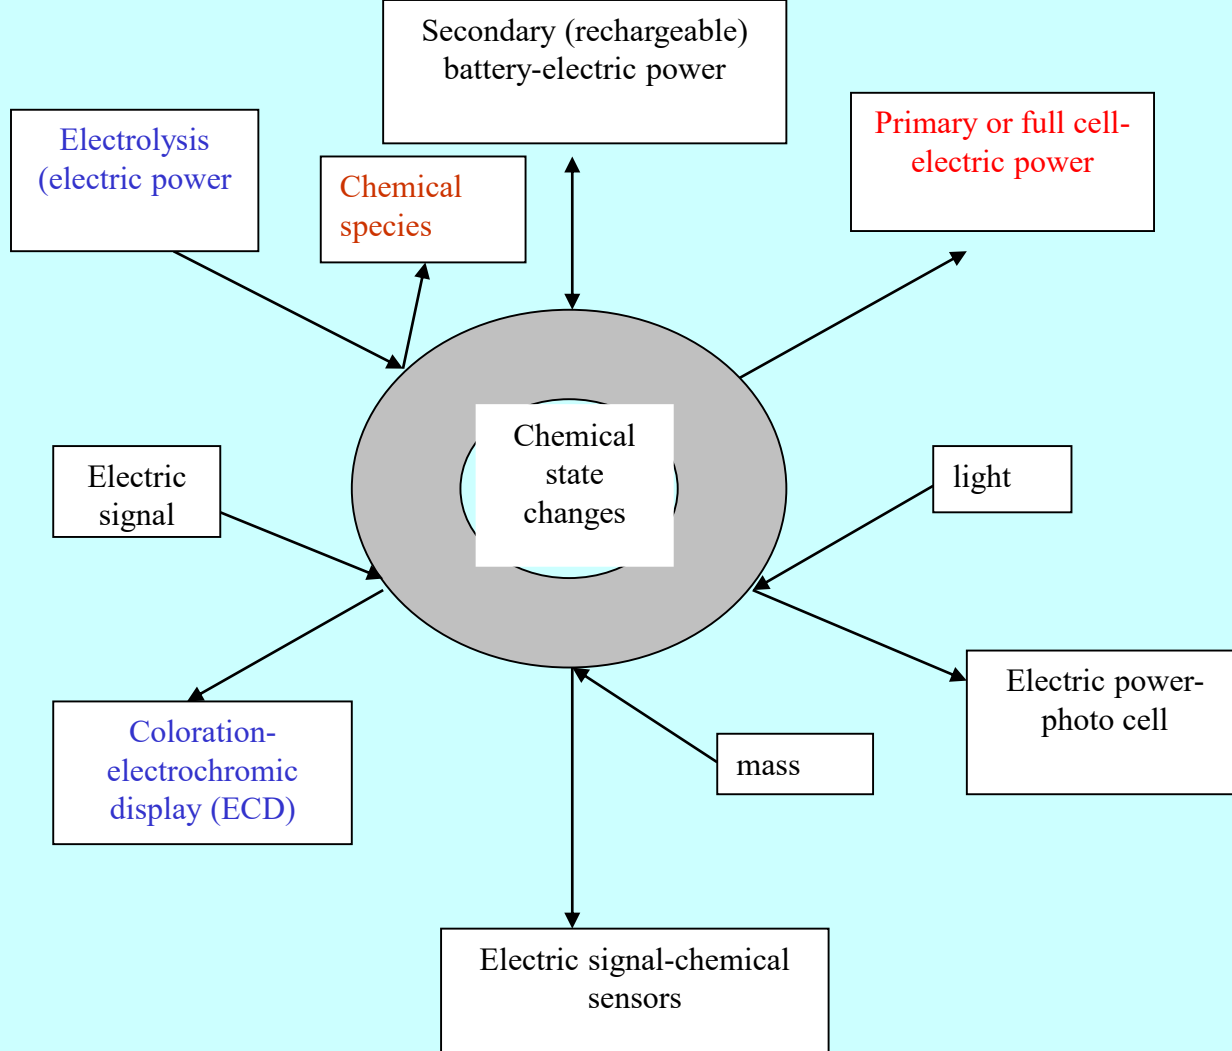 Secondary (rechargeable)
battery-electric power
Electrolysis
(electric power
Chemical
species
Primary or full cell-
electric power
Electric
signal
Chemical
state
changes
light
Coloration-
electrochromic
display (ECD)
mass
Electric power-
photo cell
Electric signal-chemical
sensors